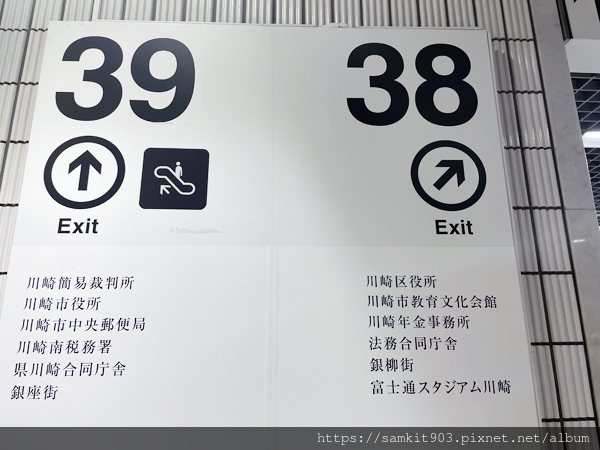 39
Exit
川崎簡易裁判所
川崎市役所
川崎市中央郵便局
川崎南税務署
県川崎合同庁舎
銀座街
38
Exit
川崎区役所
川崎市教育文化会館
川崎年金事務所
法務合同庁舎
銀柳街
富士通スタジアム川崎
https://samkit903.pixnet.net/album